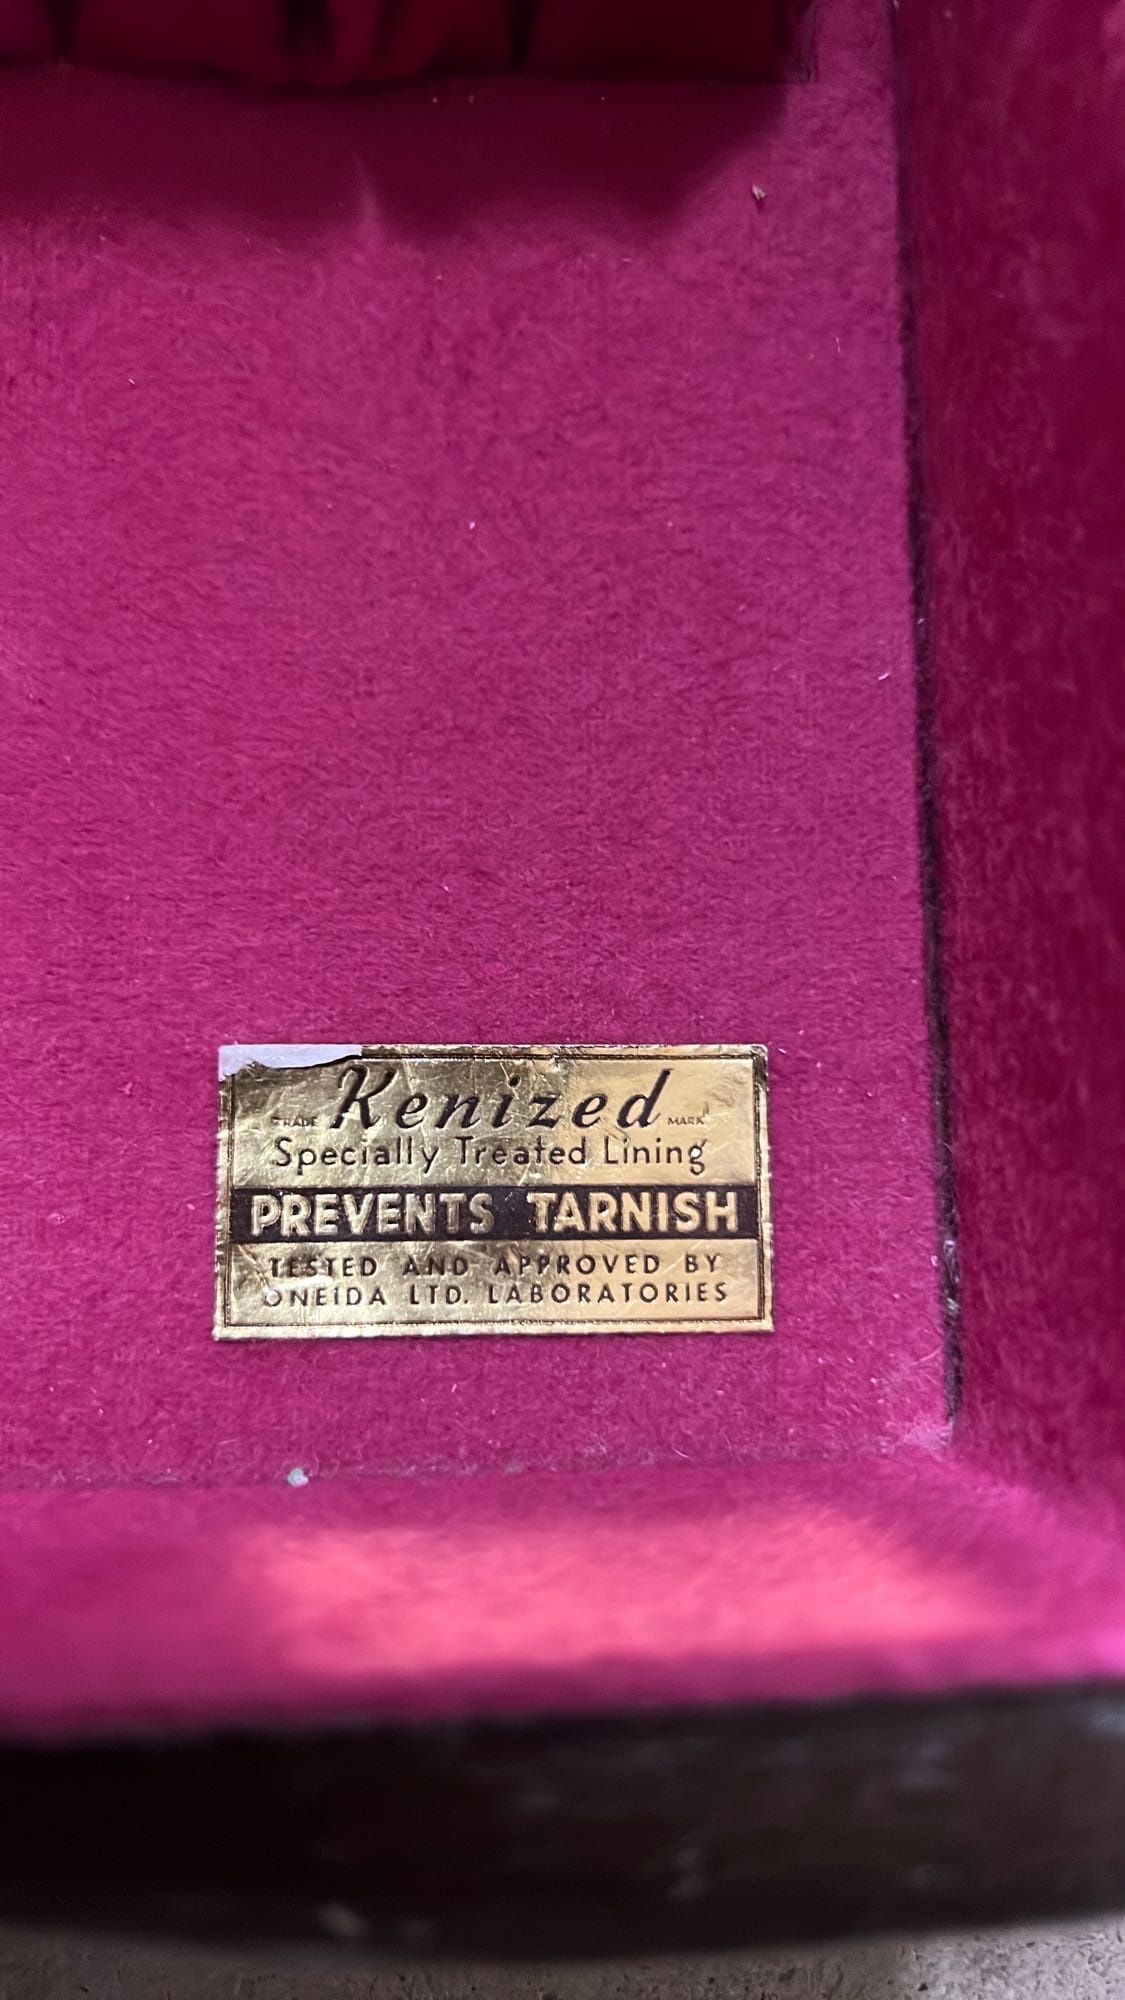 TRADE Kenized MARK
Specially Treated Lining
PREVENTS TARNISH
TESTED AND APPROVED BY
ONEIDA LTD. LABORATORIES